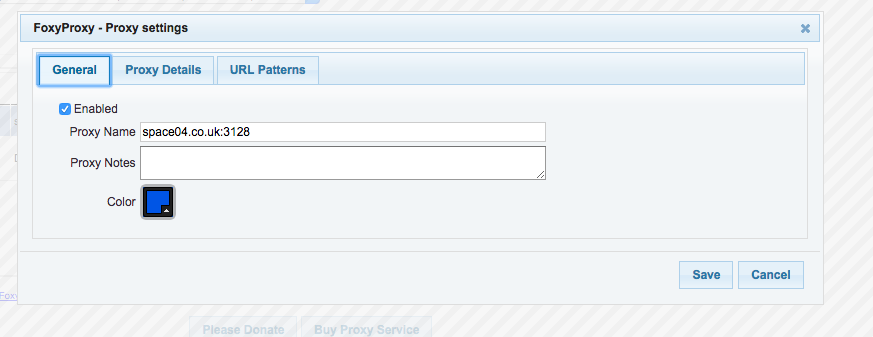 FoxyProxy - Proxy settings
General Proxy Details URL Patterns
Enabled
Proxy Name space04.co.uk:3128
Proxy Notes
Color
Save Cancel
Foxy
Please Donate Buy Proxy Service